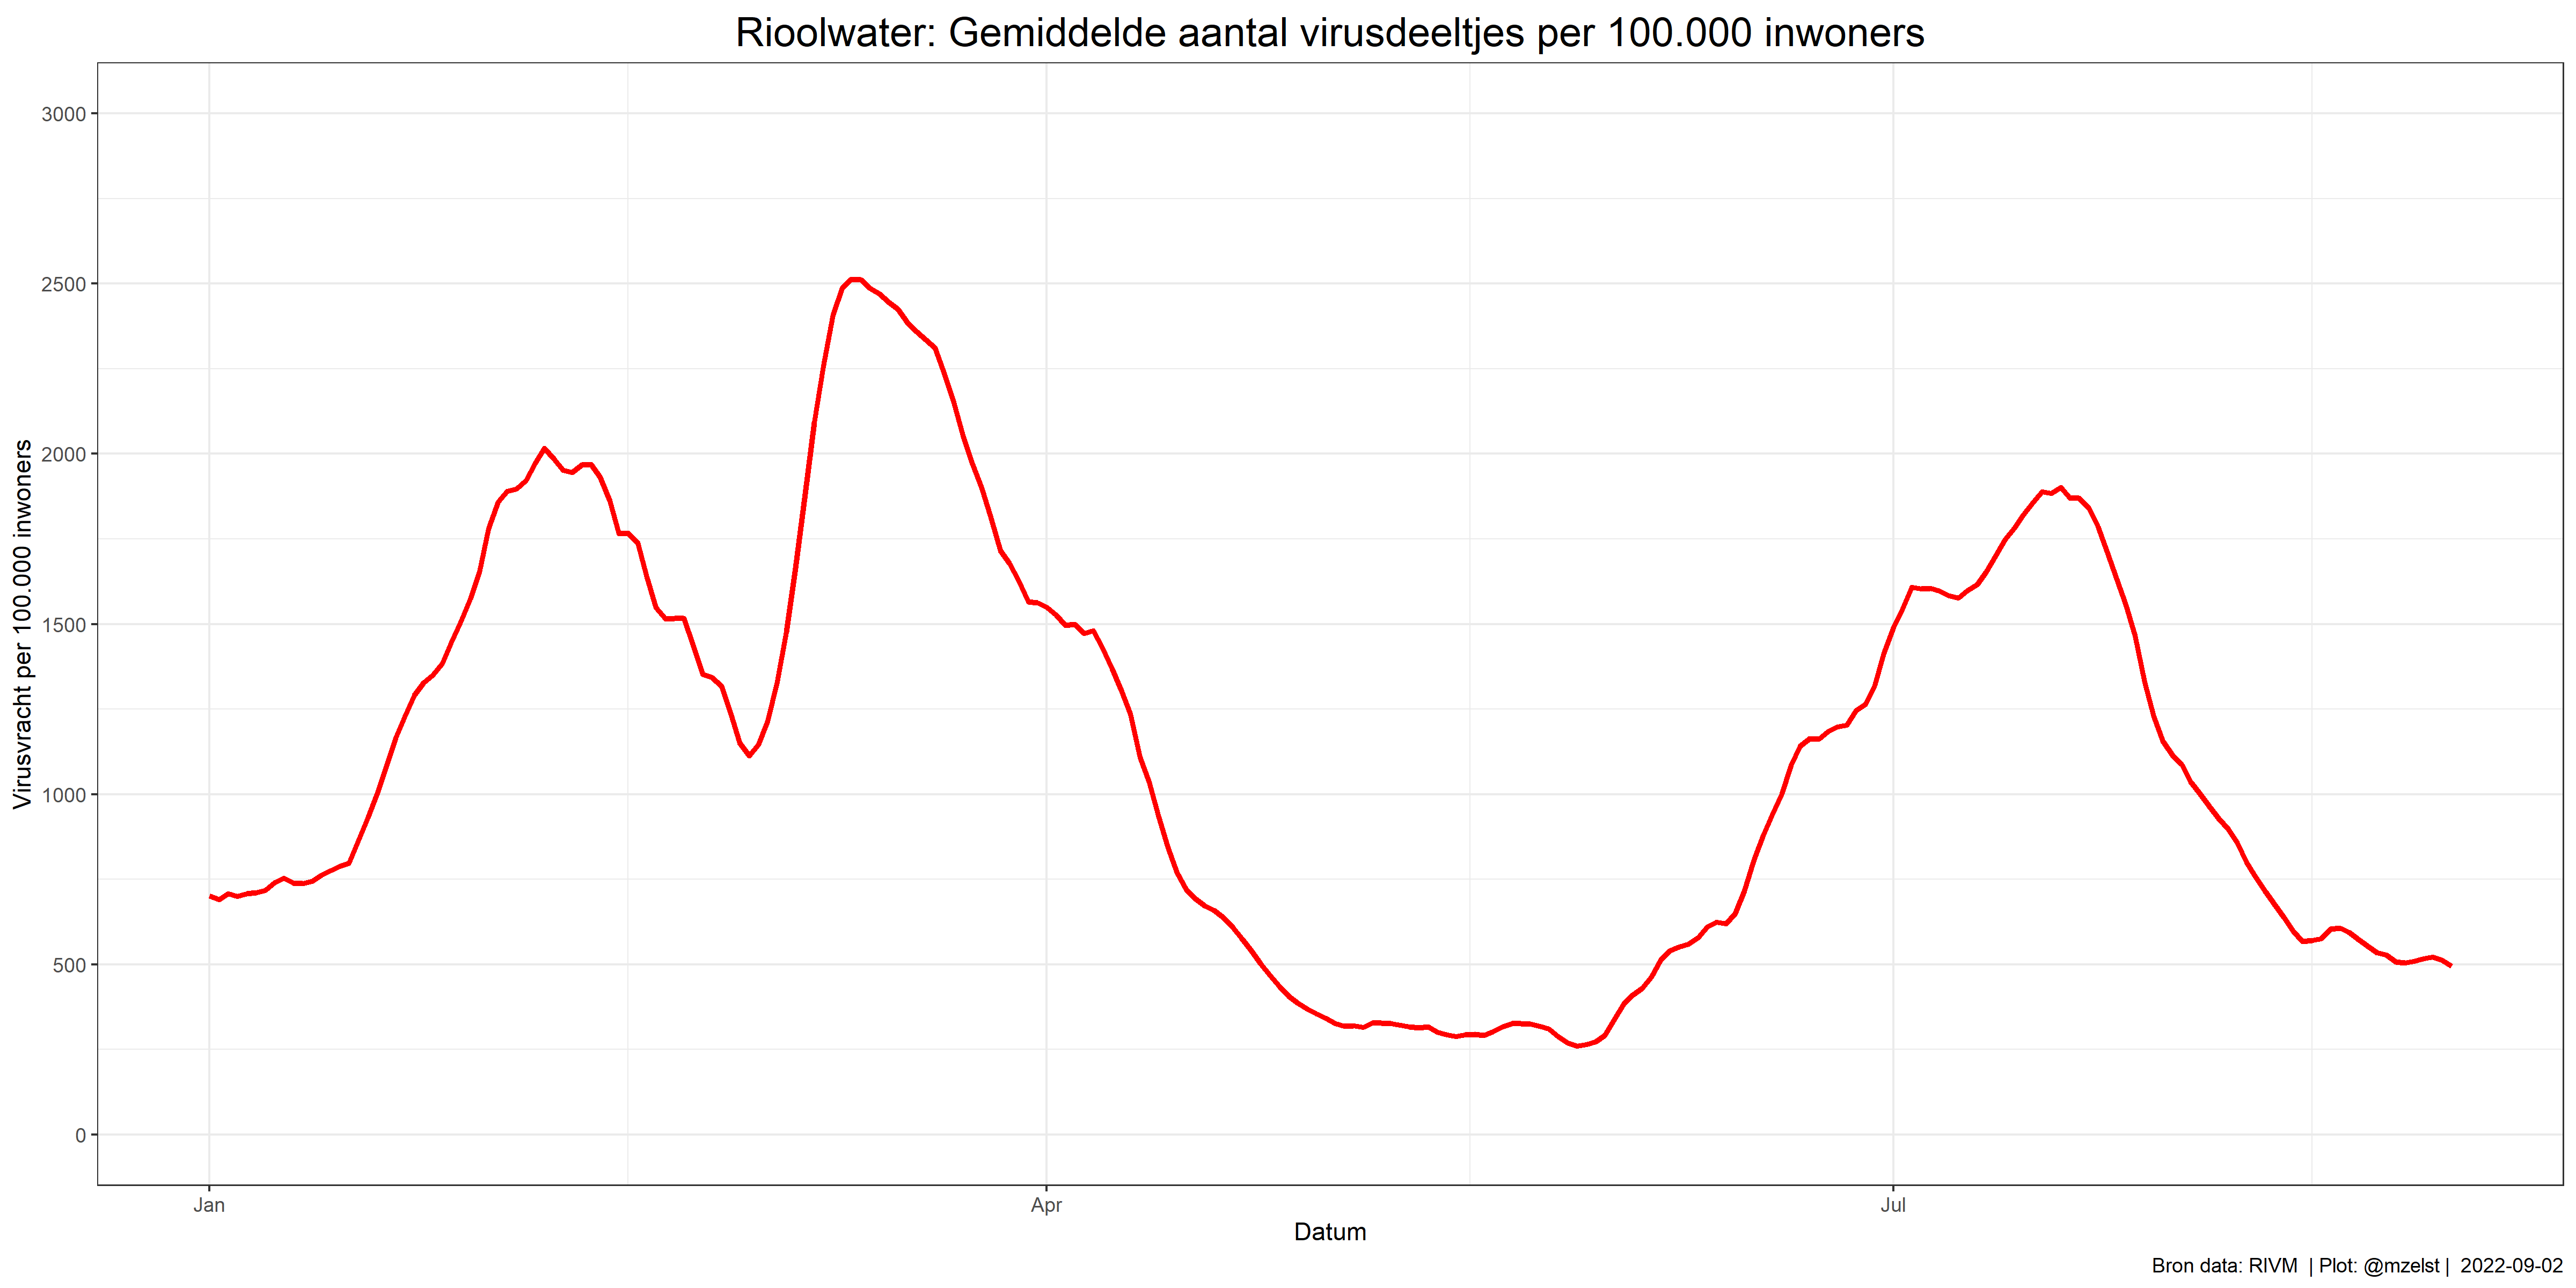 Rioolwater: Gemiddelde aantal virusdeeltjes per 100.000 inwoners
Virusvracht per 100.000 inwoners
3000
2500
2000
1500
1000
500
0
Jan
Apr
Jul
Datum
Bron data: RIVM | Plot: @mzelst | 2022-09-02